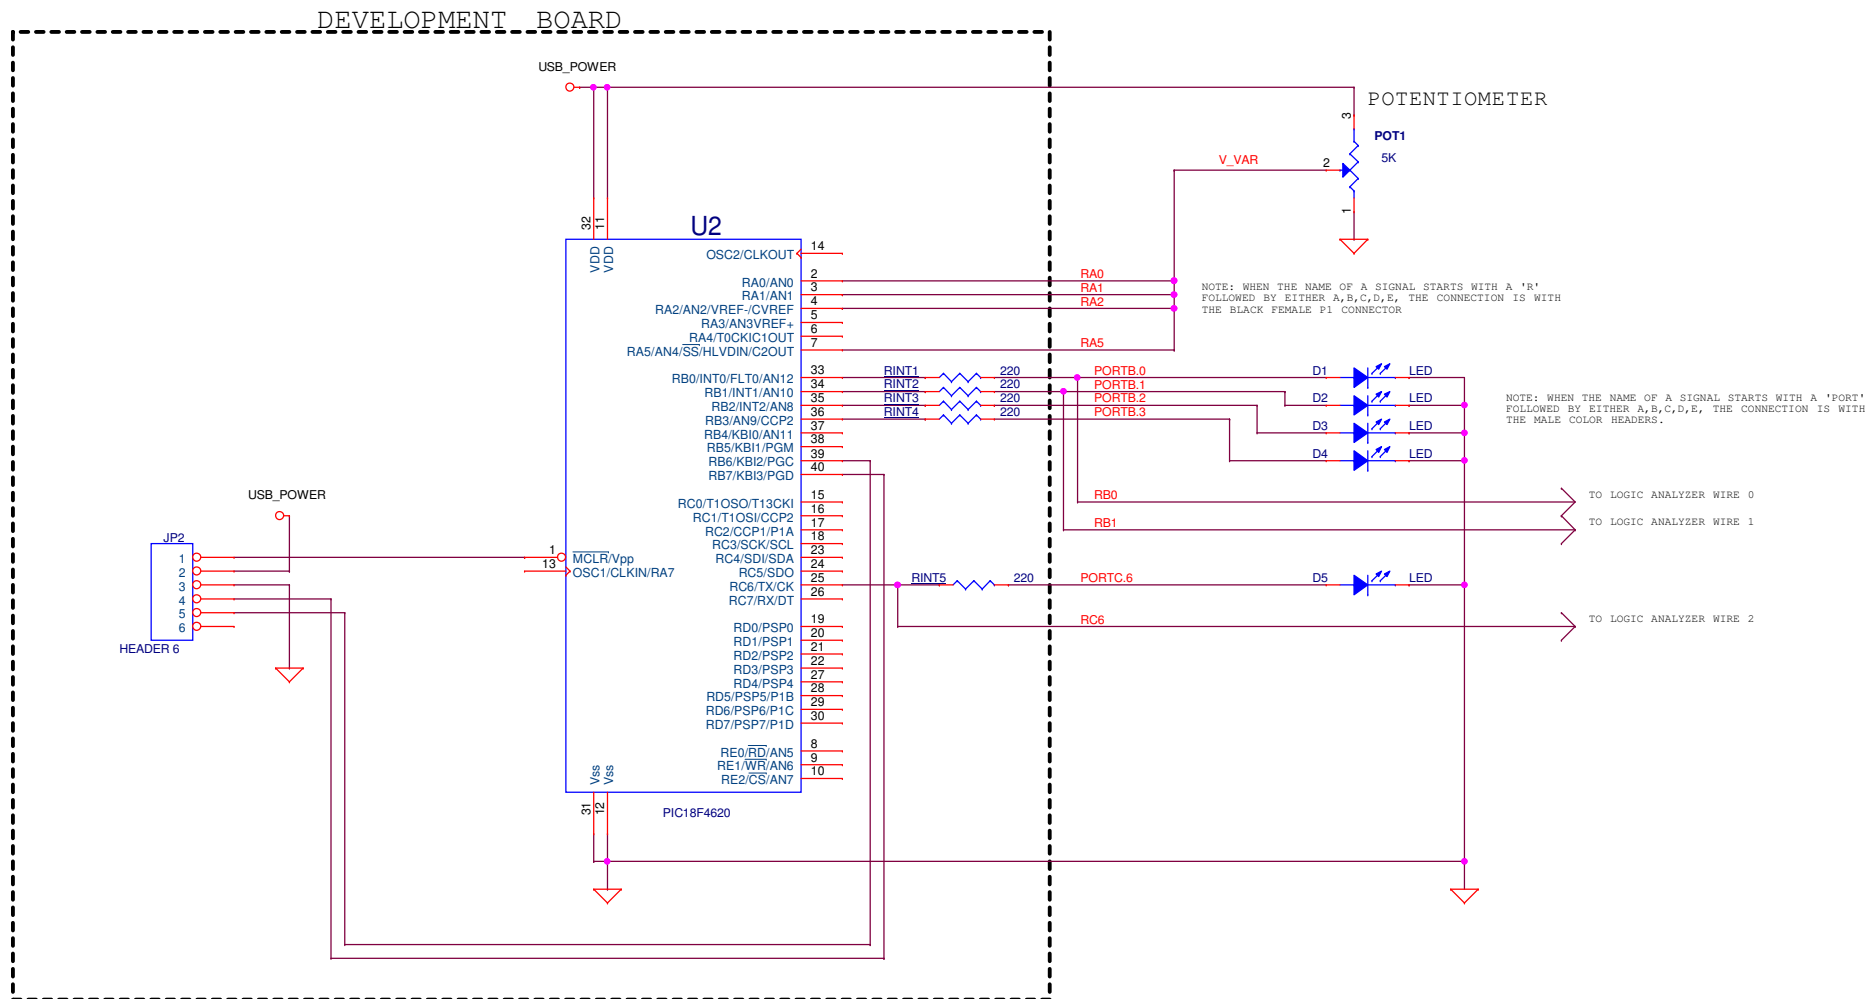 DEVELOPMENT BOARD
USB_POWER
POTENTIOMETER
3
POT1
5K
V_VAR
2
1
32
11
U2
VDD
VDD
OSC2/CLKOUT
14
RA0/AN0
2
RA0
RA1/AN1
3
RA1
RA2/AN2/VREF-/CVREF
4
RA2
RA3/AN3VREF+
5
RA4/T0CKIC1OUT
6
RA5/AN4/SS/HLVDIN/C2OUT
7
RA5
NOTE: WHEN THE NAME OF A SIGNAL STARTS WITH A 'R'
FOLLOWED BY EITHER A,B,C,D,E, THE CONNECTION IS WITH
THE BLACK FEMALE P1 CONNECTOR
RB0/INT0/FLT0/AN12
33
RINT1
220
PORTB.0
D1
LED
RB1/INT1/AN10
34
RINT2
220
PORTB.1
D2
LED
RB2/INT2/AN8
35
RINT3
220
PORTB.2
D3
LED
RB3/AN9/CCP2
36
RINT4
220
PORTB.3
D4
LED
NOTE: WHEN THE NAME OF A SIGNAL STARTS WITH A 'PORT'
FOLLOWED BY EITHER A,B,C,D,E, THE CONNECTION IS WITH
THE MALE COLOR HEADERS.
RB4/KBI0/AN11
37
RB5/KBI1/PGM
38
RB6/KBI2/PGC
39
RB7/KBI3/PGD
40
RB0
TO LOGIC ANALYZER WIRE 0
RB1
TO LOGIC ANALYZER WIRE 1
RC0/T1OSO/T13CKI
15
RC1/T1OSI/CCP2
16
RC2/CCP1/P1A
17
RC3/SCK/SCL
18
RC4/SDI/SDA
23
RC5/SDO
24
RC6/TX/CK
25
RINT5
220
PORTC.6
D5
LED
RC7/RX/DT
26
RC6
TO LOGIC ANALYZER WIRE 2
USB_POWER
JP2
1
2
3
4
5
6
HEADER 6
1
MCLR/Vpp
13
OSC1/CLKIN/RA7
RD0/PSP0
19
RD1/PSP1
20
RD2/PSP2
21
RD3/PSP3
22
RD4/PSP4
27
RD5/PSP5/P1B
28
RD6/PSP6/P1C
29
RD7/PSP7/P1D
30
RE0/RD/AN5
8
RE1/WR/AN6
9
RE2/CS/AN7
10
Vss
Vss
31
12
PIC18F4620